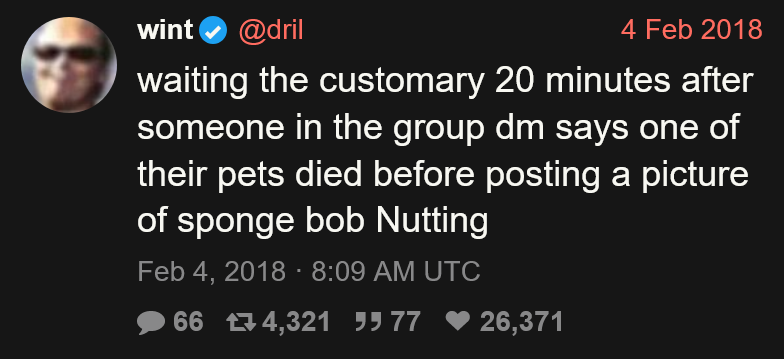 wint @dril 4 Feb 2018
waiting the customary 20 minutes after
someone in the group dm says one of
their pets died before posting a picture
of sponge bob Nutting
Feb 4, 2018 · 8:09 AM UTC
66 4,321 77 26,371